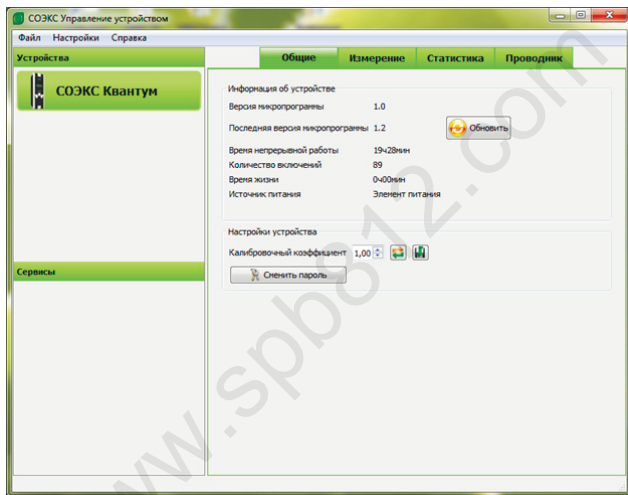 СОЭКС Управление устройством
Файл Настройки Справка
Устройства
СОЭКС Квантум
Сервисы
Общие Измерение Статистика Проводник
Информация об устройстве
Версия микропрограммы 1.0
Последняя версия микропрограммы 1.2 Обновить
Время непрерывной работы 19ч28мин
Количество включений 89
Время жизни 0ч00мин
Источник питания Элемент питания
Настройки устройства
Калибровочный коэффициент 1,00
Сменить пароль
www.spb812.com